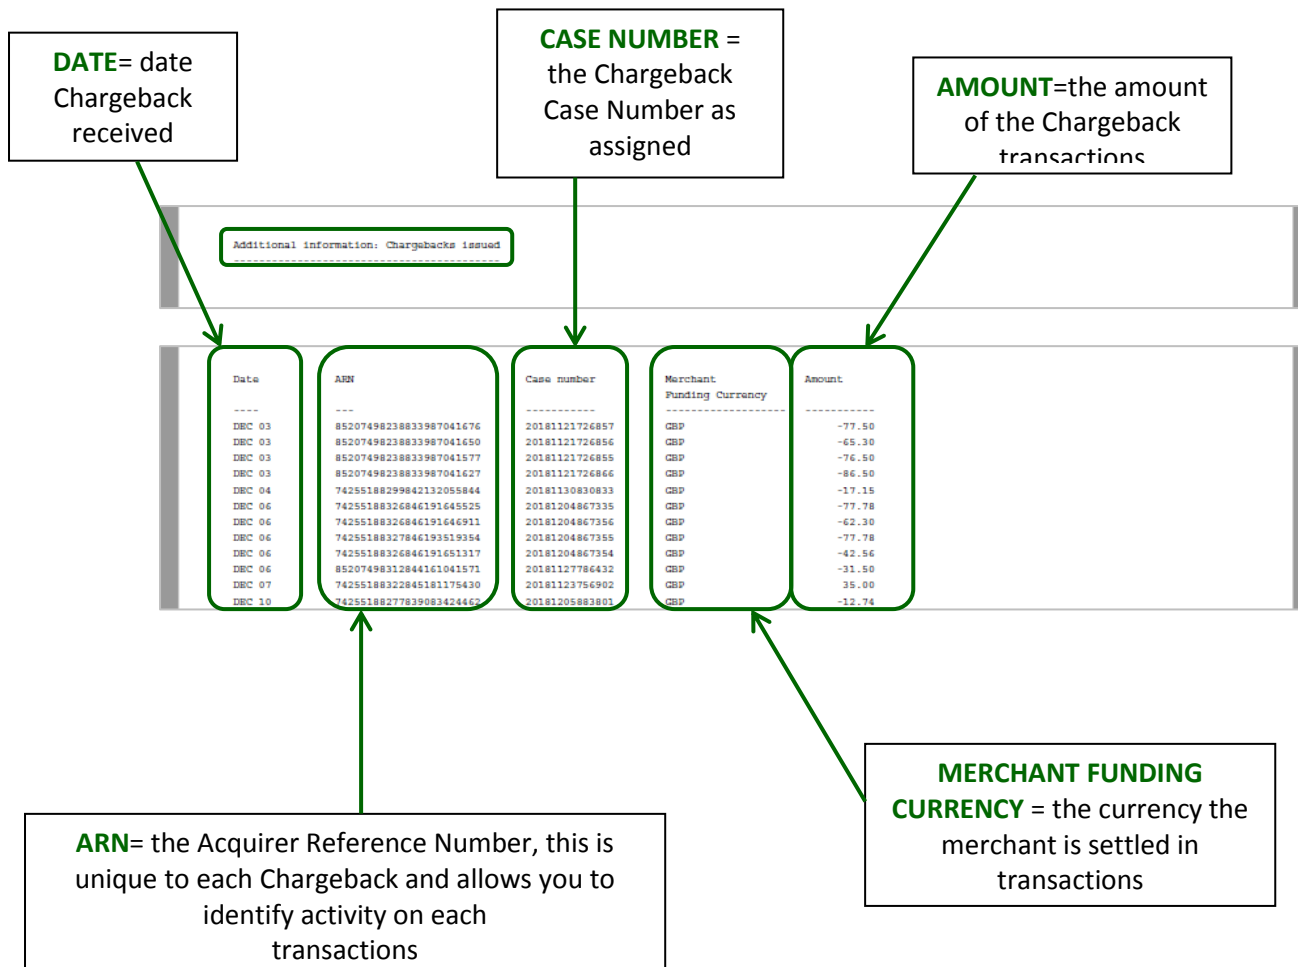 DATE= date
Chargeback
received
CASE NUMBER =
the Chargeback
Case Number as
assigned
AMOUNT=the amount
of the Chargeback
transactions
Additional information: Chargebacks issued
------------------------------------------
Date ARN Case number Merchant Amount
Funding Currency
---- --- ----------- ------------------- -----------
DEC 03 85207498238833987041676 20181121726857 GBP -77.50
DEC 03 85207498238833987041650 20181121726856 GBP -65.30
DEC 03 85207498238833987041577 20181121726855 GBP -76.50
DEC 03 85207498238833987041627 20181121726866 GBP -86.50
DEC 04 74255188299842132055844 20181130830833 GBP -17.15
DEC 06 74255188326846191645525 20181204867335 GBP -77.78
DEC 06 74255188326846191646911 20181204867356 GBP -62.30
DEC 06 74255188327846193519354 20181204867355 GBP -77.78
DEC 06 74255188326846191651317 20181204867354 GBP -42.56
DEC 06 85207498312844161041571 20181127786432 GBP -31.50
DEC 07 74255188322845181175430 20181123756902 GBP 35.00
DEC 10 74255188277839083424462 20181205883801 GBP -12.74
MERCHANT FUNDING
CURRENCY = the currency the
merchant is settled in
transactions
ARN= the Acquirer Reference Number, this is
unique to each Chargeback and allows you to
identify activity on each
transactions